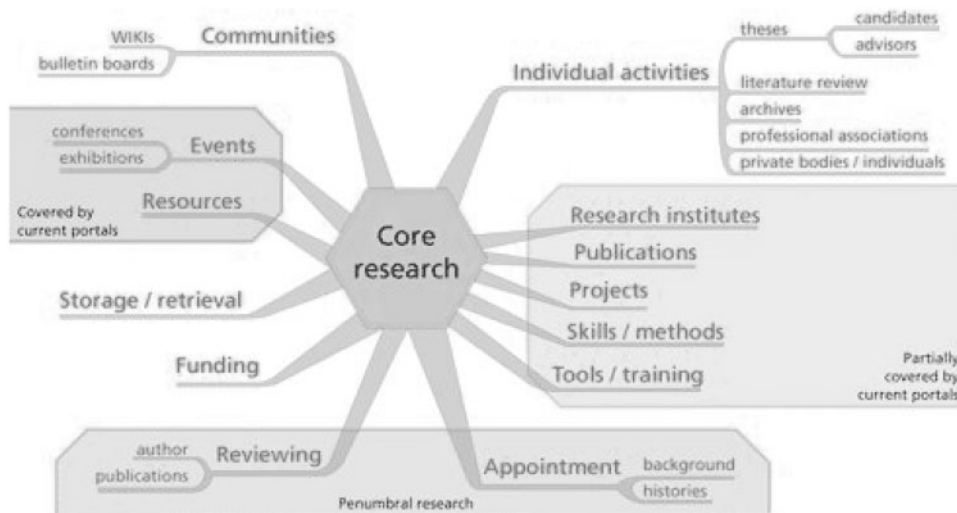 WIKIs
bulletin boards
Communities
conferences
exhibitions
Events
Resources
Covered by
current portals
Storage / retrieval
Funding
author
publications
Reviewing
Penumbral research
Core
research
Individual activities
theses
candidates
advisors
literature review
archives
professional associations
private bodies / individuals
Research institutes
Publications
Projects
Skills / methods
Tools / training
Partially
covered by
current portals
Appointment
background
histories